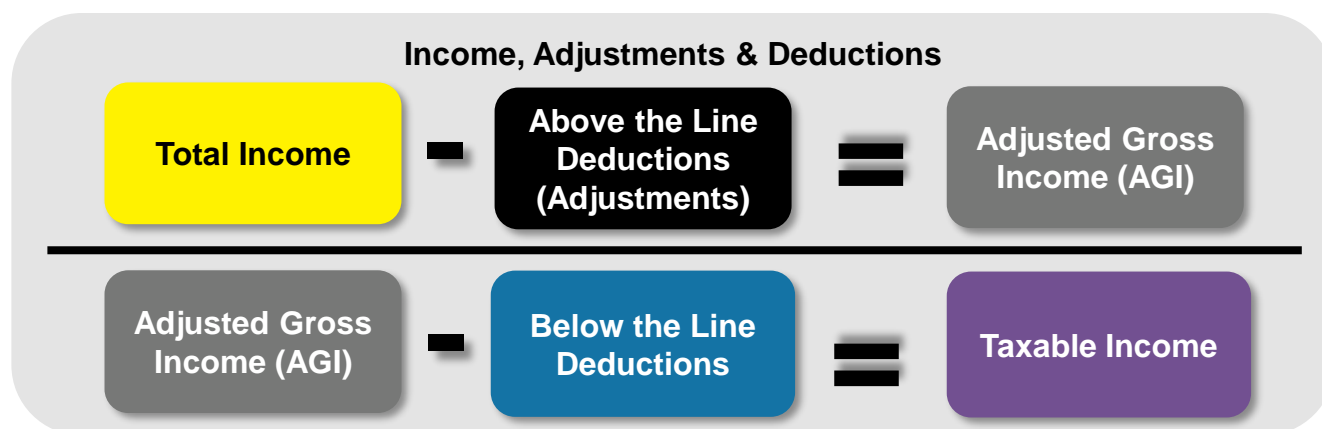 Income, Adjustments & Deductions
Total Income
-
Above the Line
Deductions
(Adjustments)
=
Adjusted Gross
Income (AGI)
Adjusted Gross
Income (AGI)
-
Below the Line
Deductions
=
Taxable Income